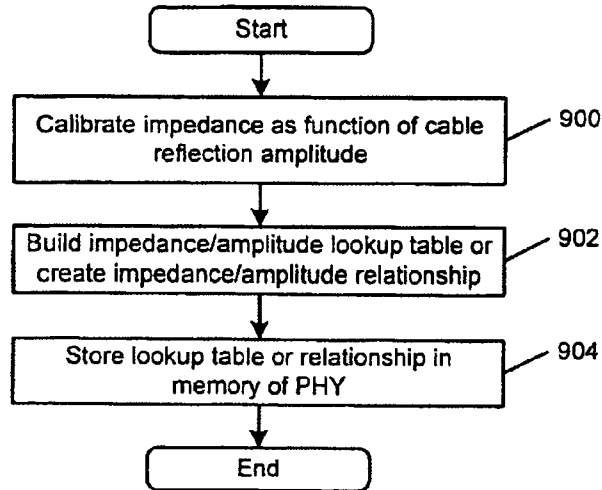 Start
Calibrate impedance as function of cable
reflection amplitude
900
Build impedance/amplitude lookup table or
create impedance/amplitude relationship
902
Store lookup table or relationship in
memory of PHY
904
End